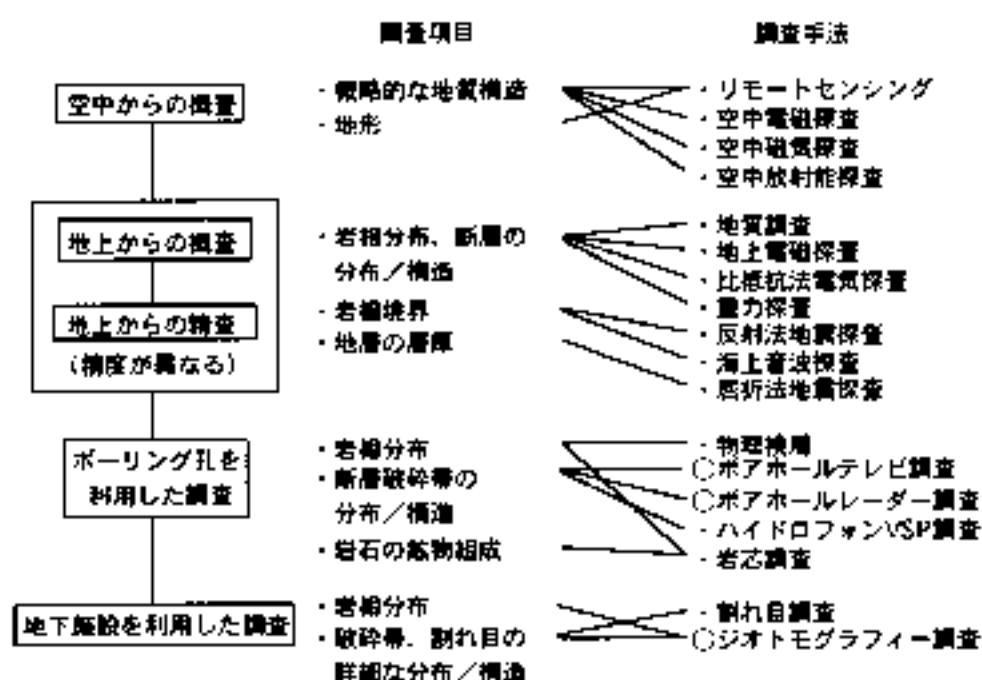 調査項目
調査手法
空中からの調査
・概略的な地質構造
・地形
・リモートセンシング
・空中電磁探査
・空中磁気探査
・空中放射能探査
地上からの調査
地上からの精査
（精度が異なる）
・岩相分布、断層の
分布／構造
・岩相境界
・地層の層厚
・地質調査
・地上電磁探査
・比抵抗法電気探査
・重力探査
・反射法地震探査
・海上音波探査
・屈折法地震探査
ボーリング孔を
利用した調査
・岩相分布
・断層破砕帯の
分布／構造
・岩石の鉱物組成
・物理検層
○ボアホールテレビ調査
○ボアホールレーダー調査
・ハイドロフォンVSP調査
・岩芯調査
地下施設を利用した調査
・岩相分布
・破砕帯、割れ目の
詳細な分布／構造
・割れ目調査
○ジオトモグラフィー調査